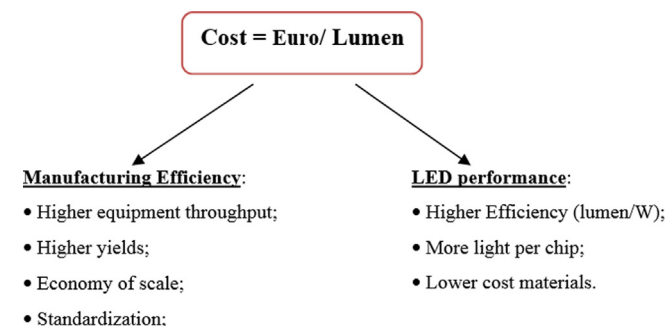 Cost = Euro/ Lumen
Manufacturing Efficiency:
• Higher equipment throughput;
• Higher yields;
• Economy of scale;
• Standardization;
LED performance:
• Higher Efficiency (lumen/W);
• More light per chip;
• Lower cost materials.